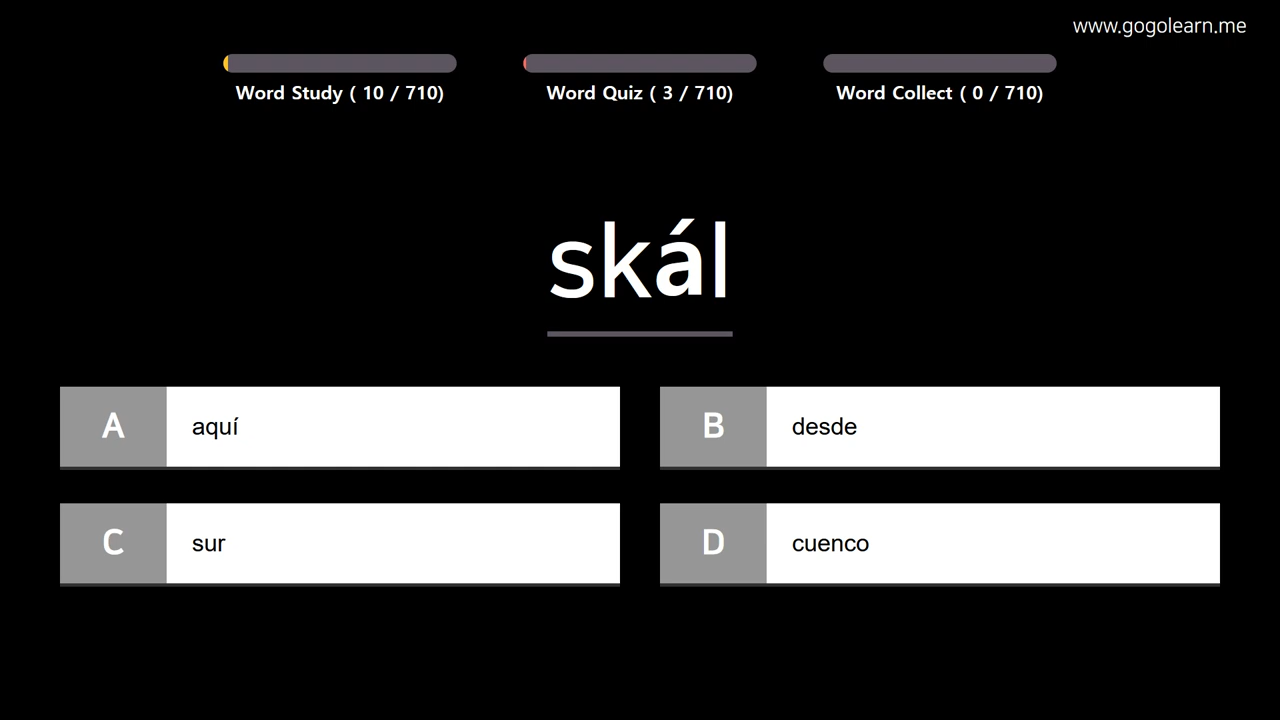 www.gogolearn.me
Word Study ( 10 / 710)
Word Quiz ( 3 / 710)
Word Collect ( 0 / 710)
skál
A
aquí
B
desde
C
sur
D
cuenco